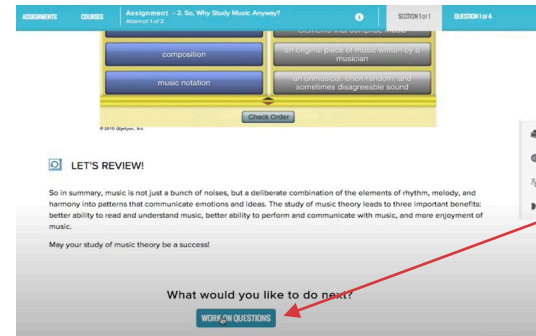 ASSIGNMENTS COURSES Assignment - 2. So, Why Study Music Anyway? SECTION 1 of 1 QUESTION 1 of 4
Attempt 1 of 2
elements that comprise music
composition an original piece of music written by a
musician
music notation an unmusical, often random, and
sometimes disagreeable sound
Check Order
© 2010 Glynlyon, Inc.
LET'S REVIEW!
So in summary, music is not just a bunch of noises, but a deliberate combination of the elements of rhythm, melody, and
harmony into patterns that communicate emotions and ideas. The study of music theory leads to three important benefits:
better ability to read and understand music, better ability to perform and communicate with music, and more enjoyment of
music.
May your study of music theory be a success!
What would you like to do next?
WORK ON QUESTIONS